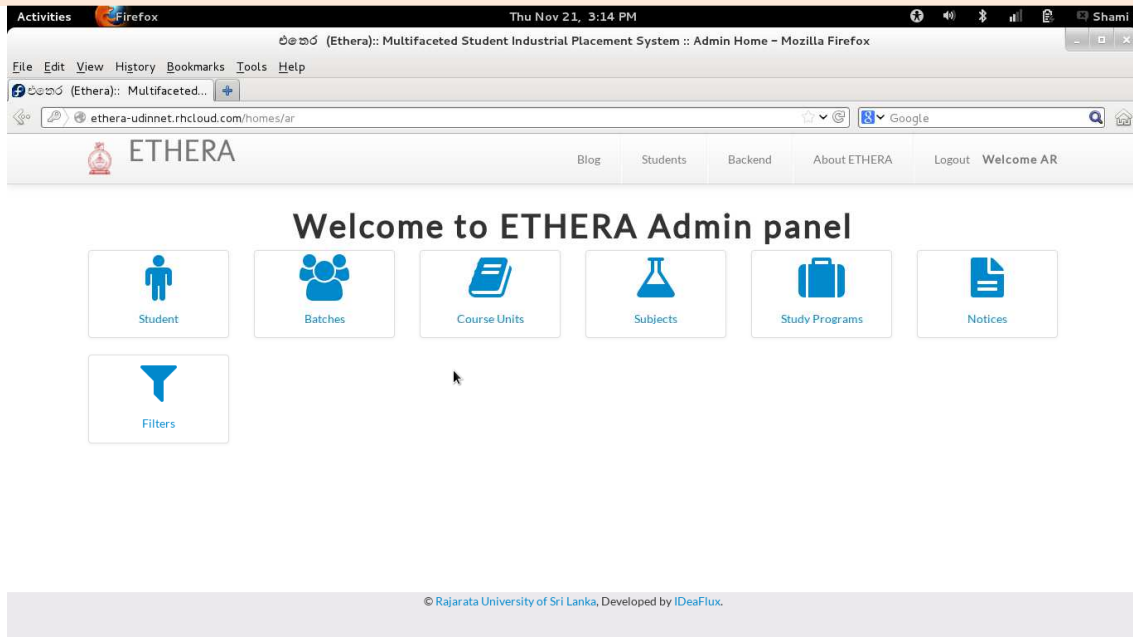 Activities Firefox Thu Nov 21, 3:14 PM Shami
එතෙර (Ethera):: Multifaceted Student Industrial Placement System :: Admin Home – Mozilla Firefox
File Edit View History Bookmarks Tools Help
එතෙර (Ethera):: Multifaceted...
ethera-udinnet.rhcloud.com/homes/ar Google
ETHERA Blog Students Backend About ETHERA Logout Welcome AR
Welcome to ETHERA Admin panel
Student Batches Course Units Subjects Study Programs Notices
Filters
© Rajarata University of Sri Lanka, Developed by IDeaFlux.